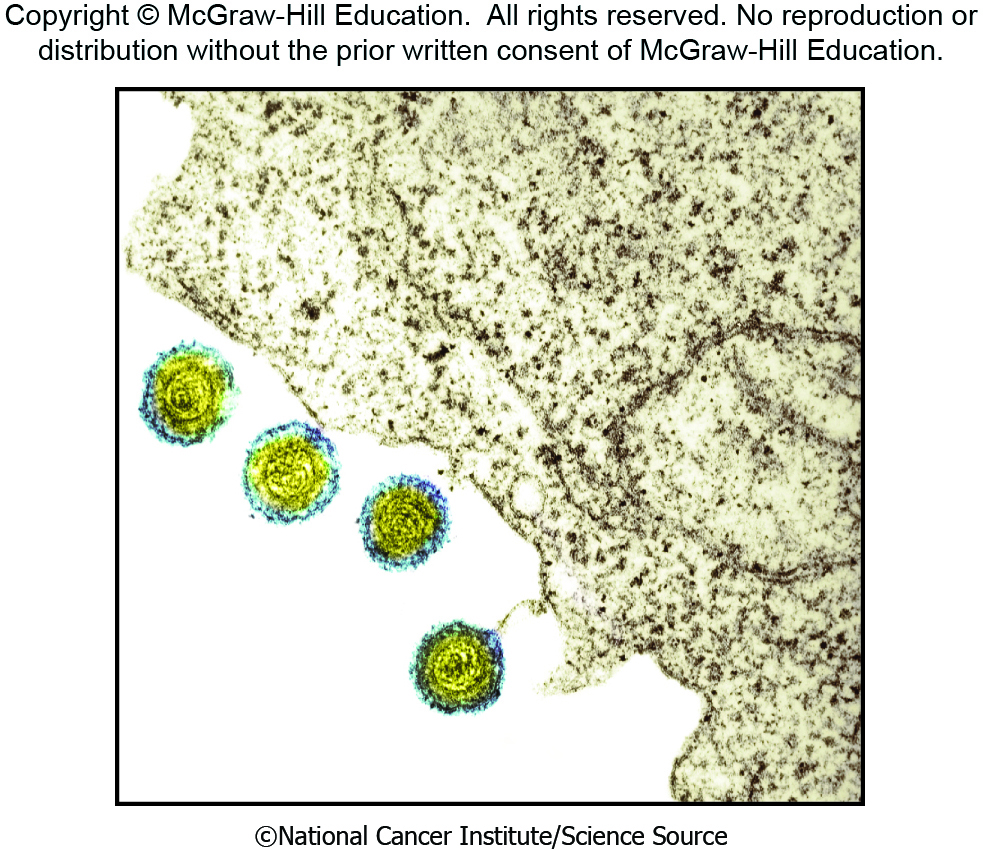 Copyright © McGraw-Hill Education.  All rights reserved. No reproduction or
distribution without the prior written consent of McGraw-Hill Education.
©National Cancer Institute/Science Source